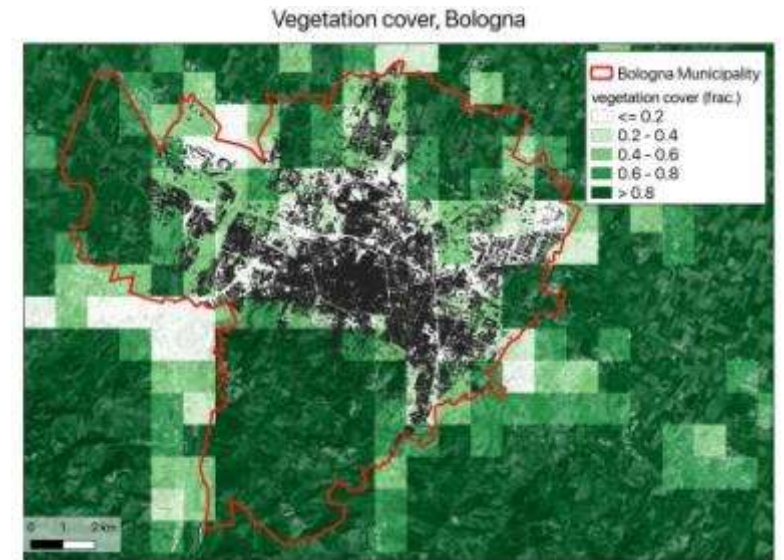 Vegetation cover, Bologna
Bologna Municipality
vegetation cover (frac.)
<= 0.2
0.2 - 0.4
0.4 - 0.6
0.6 - 0.8
> 0.8
0 1 2 km